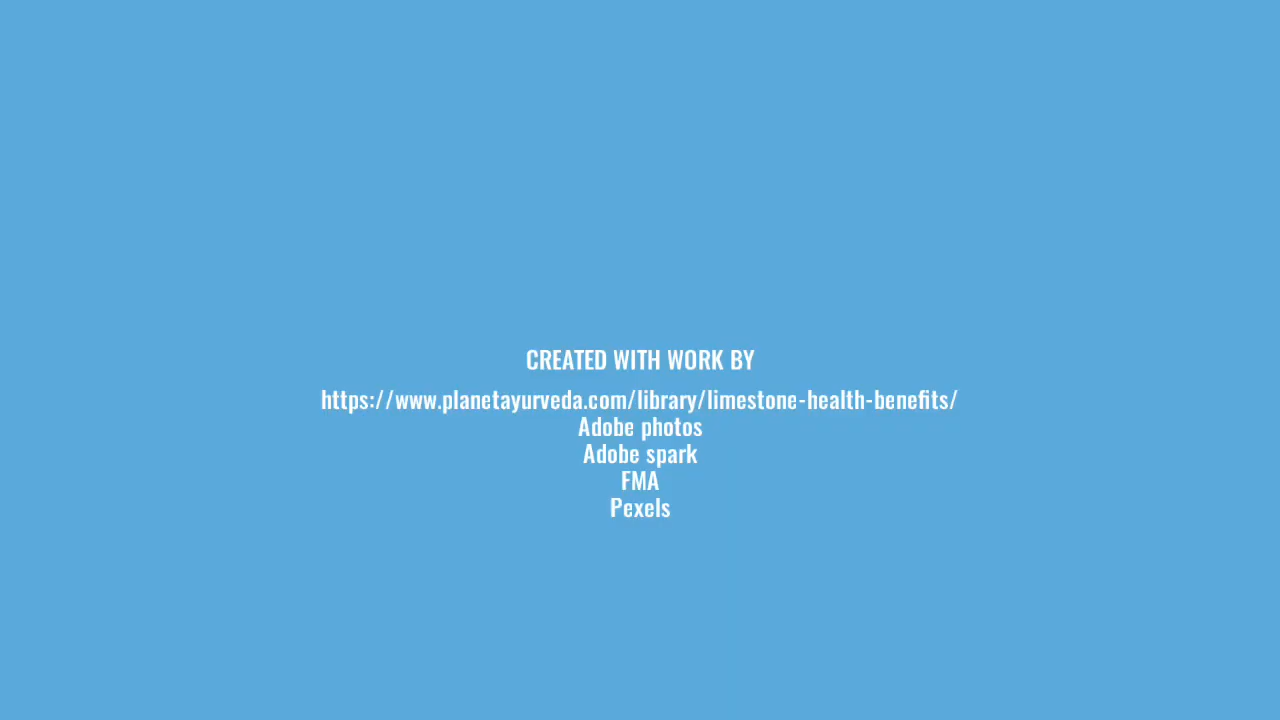 CREATED WITH WORK BY
https://www.planetayurveda.com/library/limestone-health-benefits/
Adobe photos
Adobe spark
FMA
Pexels